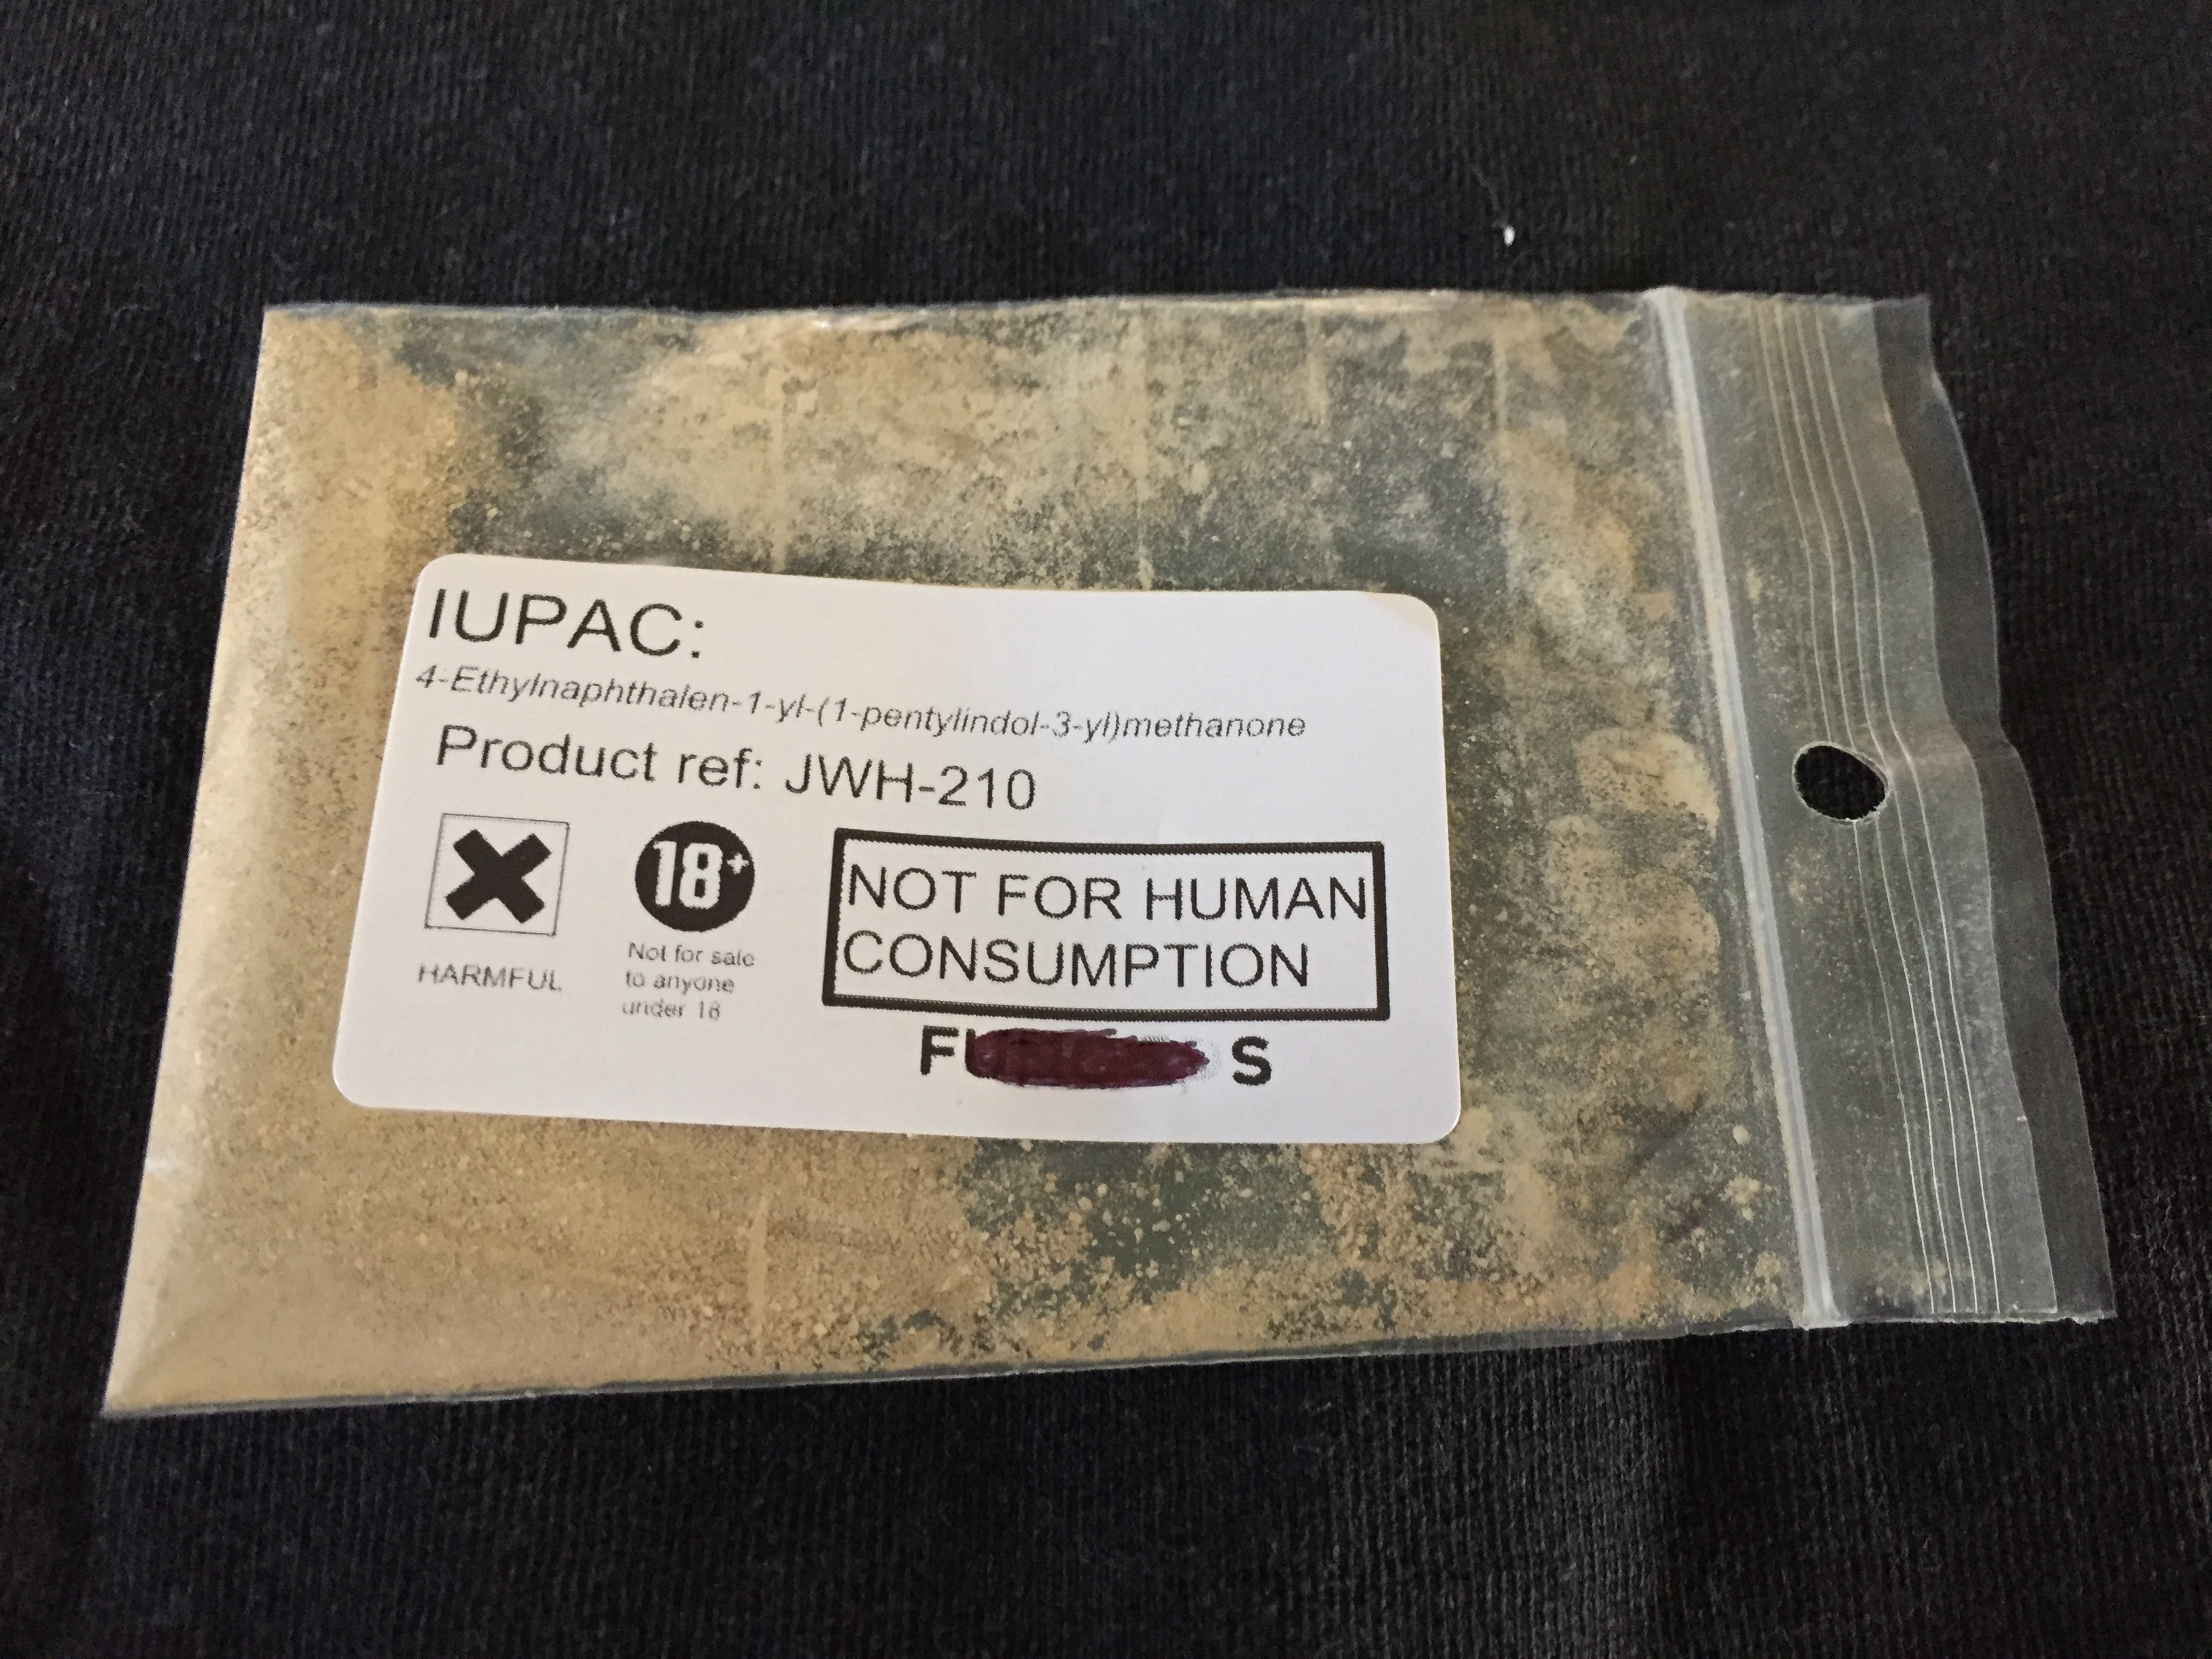 IUPAC:
4-Ethylnaphthalen-1-yl-(1-pentylindol-3-yl)methanone
Product ref: JWH-210
18+
HARMFUL
Not for sale
to anyone
under 18
NOT FOR HUMAN
CONSUMPTION